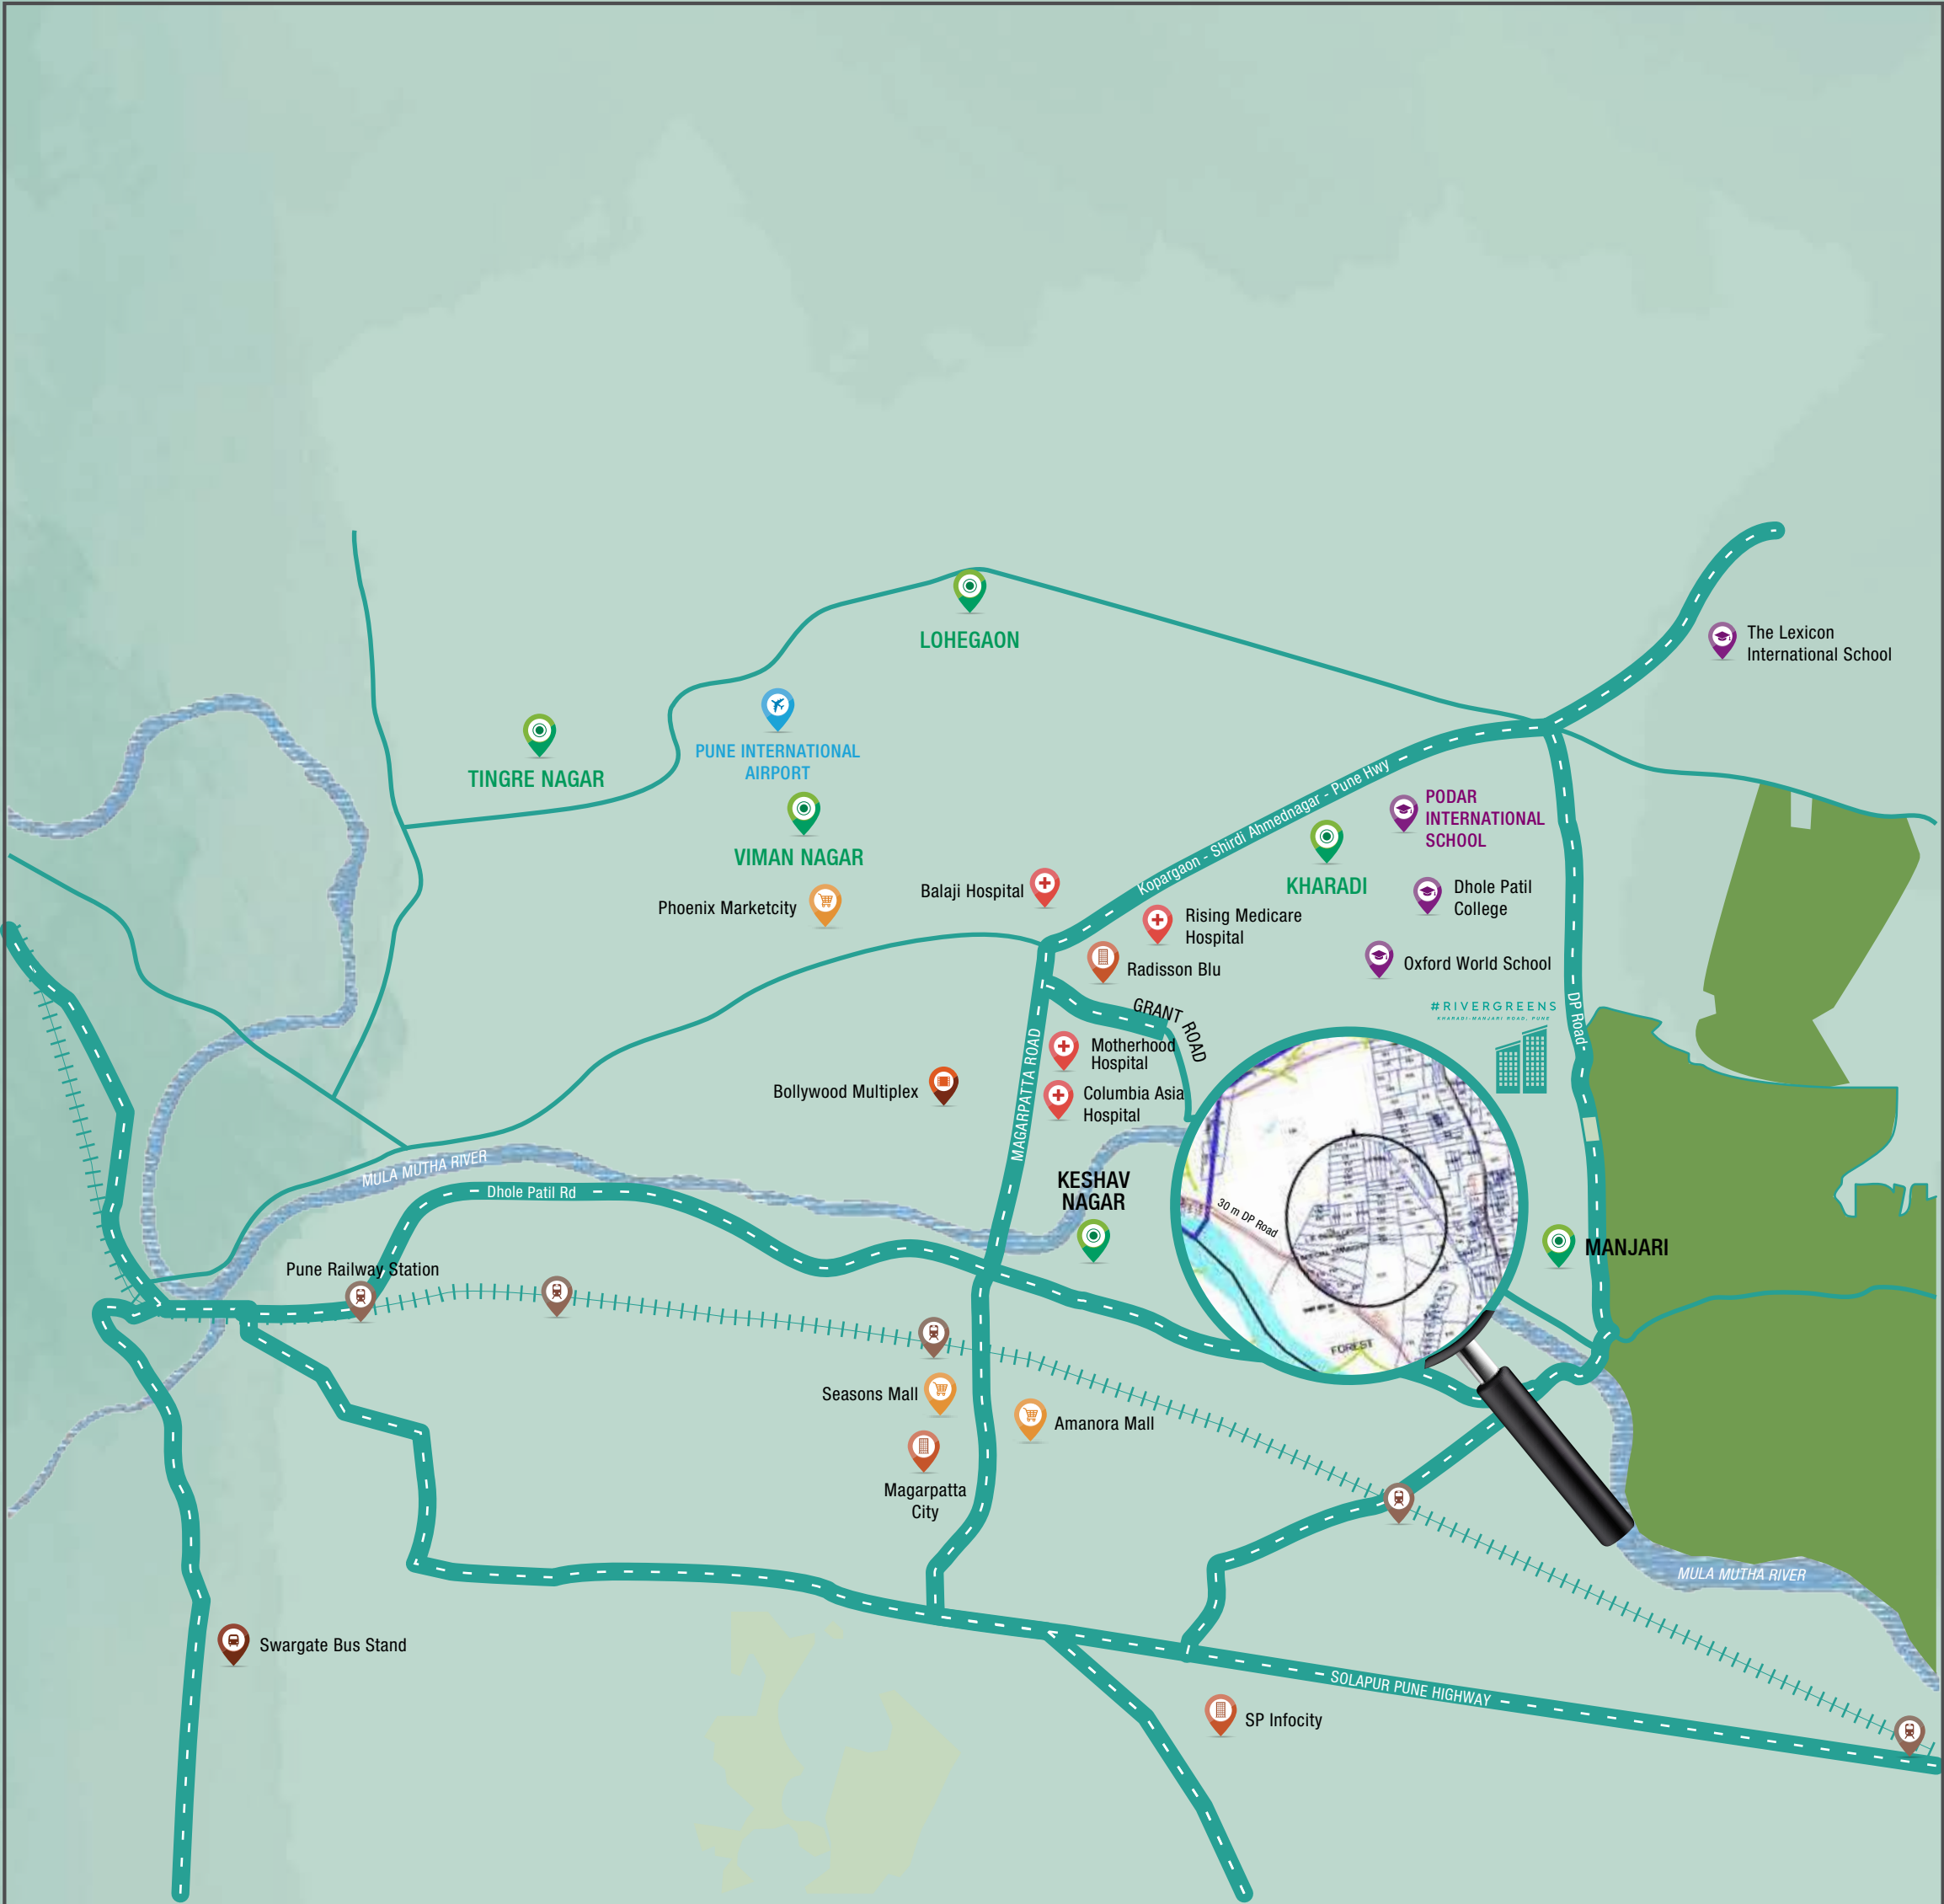 LOHEGAON
The Lexicon
International School
PUNE INTERNATIONAL
AIRPORT
TINGRE NAGAR
VIMAN NAGAR
Kopargaon - Shirdi Ahmednagar - Pune Hwy
PODAR
INTERNATIONAL
SCHOOL
KHARADI
Balaji Hospital
Dhole Patil
College
Phoenix Marketcity
Rising Medicare
Hospital
Radisson Blu
Oxford World School
#RIVERGREENS
KHARADI-MANJARI ROAD, PUNE
GRANT ROAD
DP Road
MAGARPATTA ROAD
Motherhood
Hospital
Bollywood Multiplex
Columbia Asia
Hospital
MULA MUTHA RIVER
Dhole Patil Rd
KESHAV
NAGAR
30 m DP Road
MANJARI
Pune Railway Station
FOREST
Seasons Mall
Amanora Mall
Magarpatta
City
MULA MUTHA RIVER
Swargate Bus Stand
SOLAPUR PUNE HIGHWAY
SP Infocity